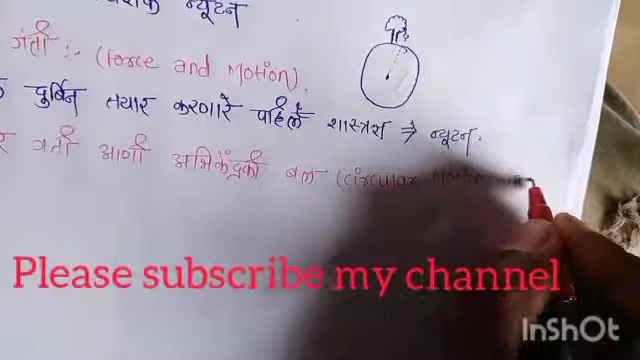 न्यूटन
गती :- (Force and Motion).
दुर्बिन तयार करणारे पहिले शास्त्रज्ञ ⇒ न्यूटन.
गती आणी अभिकेंद्रकी बल (circular
Please subscribe my channel
InShOt